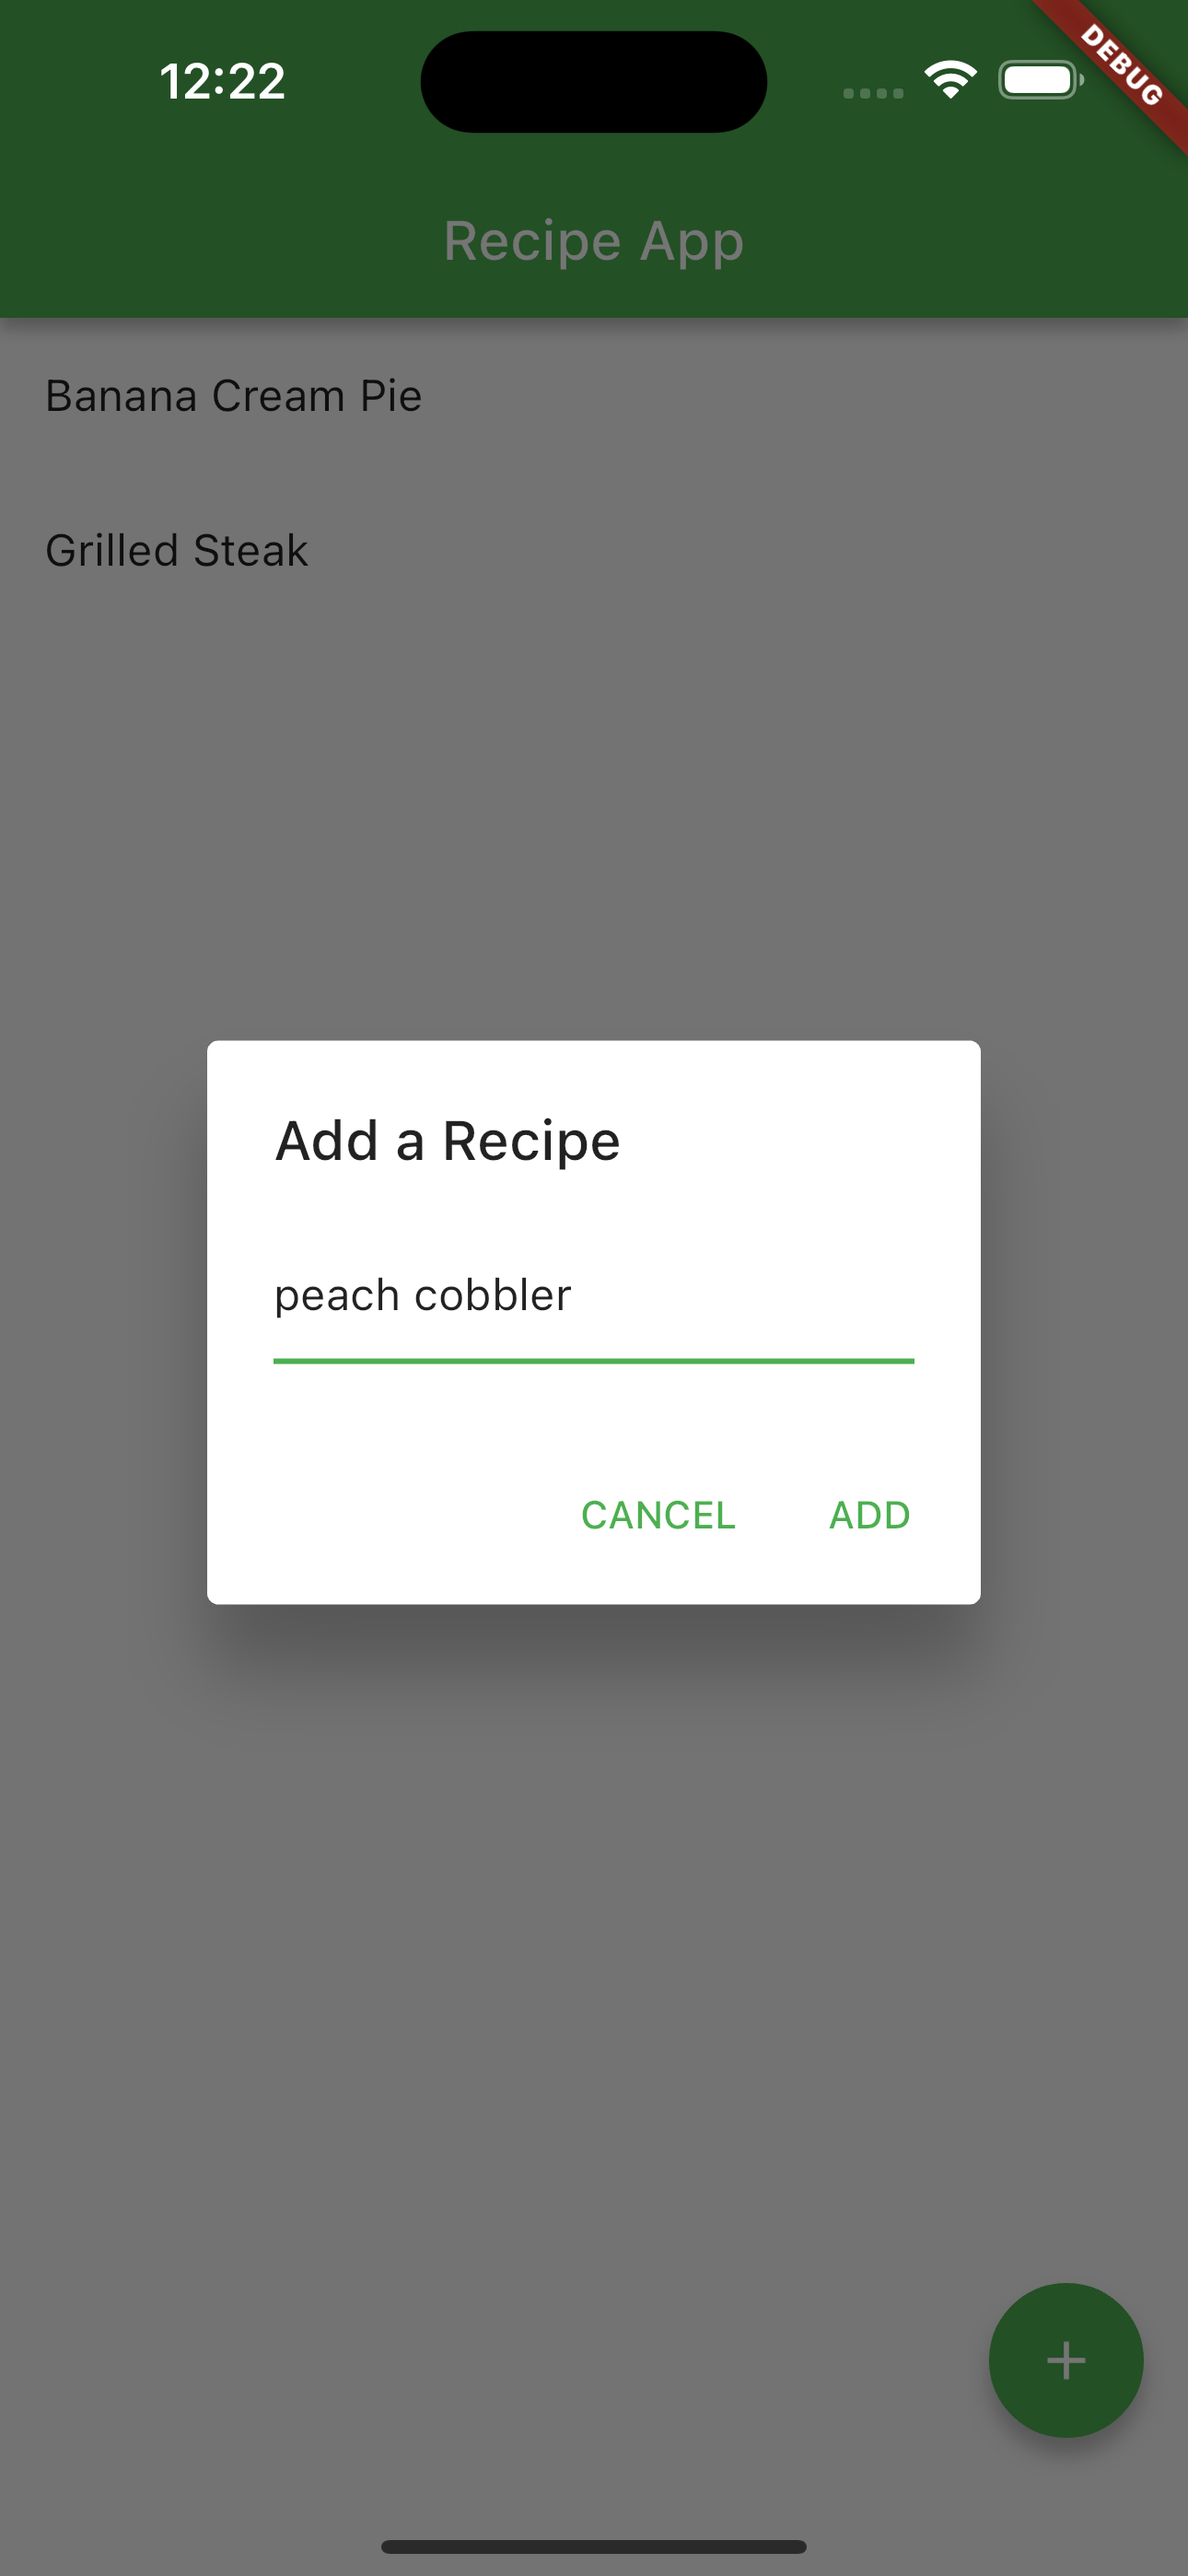 12:22
DEBUG
Recipe App
Banana Cream Pie
Grilled Steak
Add a Recipe
peach cobbler
CANCEL ADD